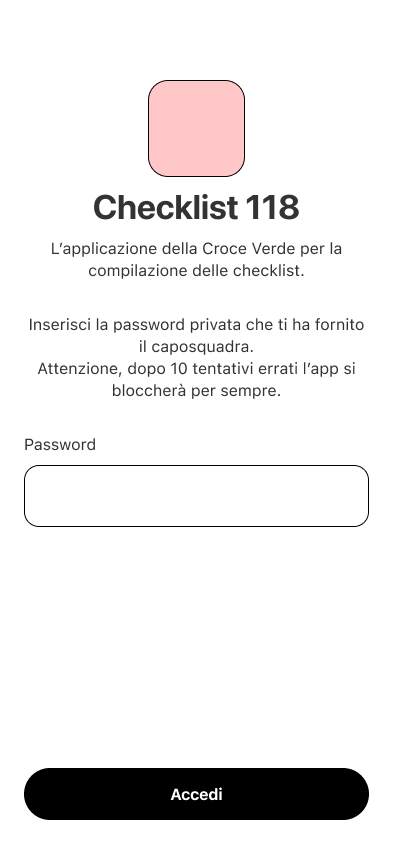 Checklist 118
L’applicazione della Croce Verde per la
compilazione delle checklist.
Inserisci la password privata che ti ha fornito
il caposquadra.
Attenzione, dopo 10 tentativi errati l’app si
bloccherà per sempre.
Password
Accedi